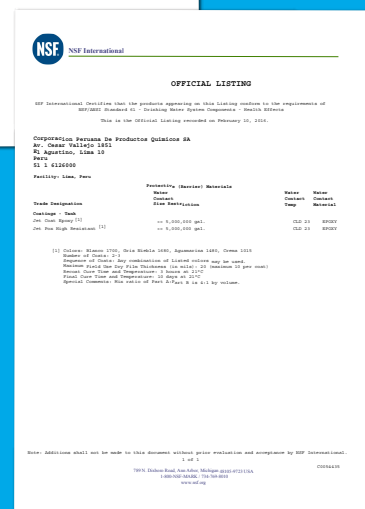 NSF.
NSF International
OFFICIAL LISTING
NSF International Certifies that the products appearing on this Listing conform to the requirements of
NSF/ANSI Standard 61 - Drinking Water System Components - Health Effects
This is the Official Listing recorded on February 10, 2016.
Corporacion Peruana De Productos Quimicos SA
Av. Cesar Vallejo 1851
El Agustino, Lima 10
Peru
51 1 6126000
Facility: Lima, Peru
Protective (Barrier) Materials
Water Water Water
Contact Contact Contact
Trade Designation Size Restriction Temp Material
Coatings - Tank
Jet Coat Epoxy [1] >= 5,000,000 gal. CLD 23 EPOXY
Jet Pox High Resistant [1] >= 5,000,000 gal. CLD 23 EPOXY
[1] Colors: Blanco 1700, Gris Niebla 1680, Aguamarina 1480, Crema 1015
Number of Coats: 2-3
Sequence of Coats: Any combination of Listed colors may be used.
Maximum Field Use Dry Film Thickness (in mils): 20 (maximum 10 per coat)
Recoat Cure Time and Temperature: 3 hours at 21°C
Final Cure Time and Temperature: 10 days at 21°C
Special Comments: Mix ratio of Part A:Part B is 4:1 by volume.
Note: Additions shall not be made to this document without prior evaluation and acceptance by NSF International.
1 of 1
789 N. Dixboro Road, Ann Arbor, Michigan 48105-9723 USA
1-800-NSF-MARK / 734-769-8010
www.nsf.org